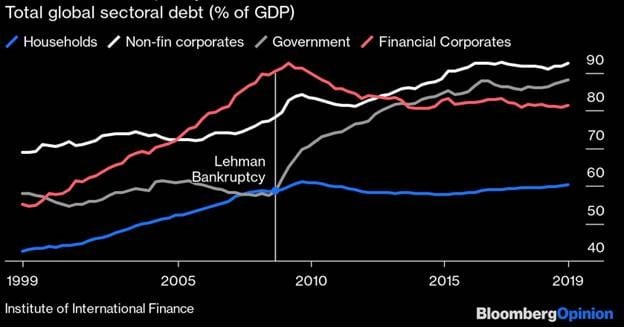 Total global sectoral debt (% of GDP)
Households Non-fin corporates Government Financial Corporates
90
80
70
Lehman
Bankruptcy
60
50
40
1999 2005 2010 2015 2019
Institute of International Finance
BloombergOpinion